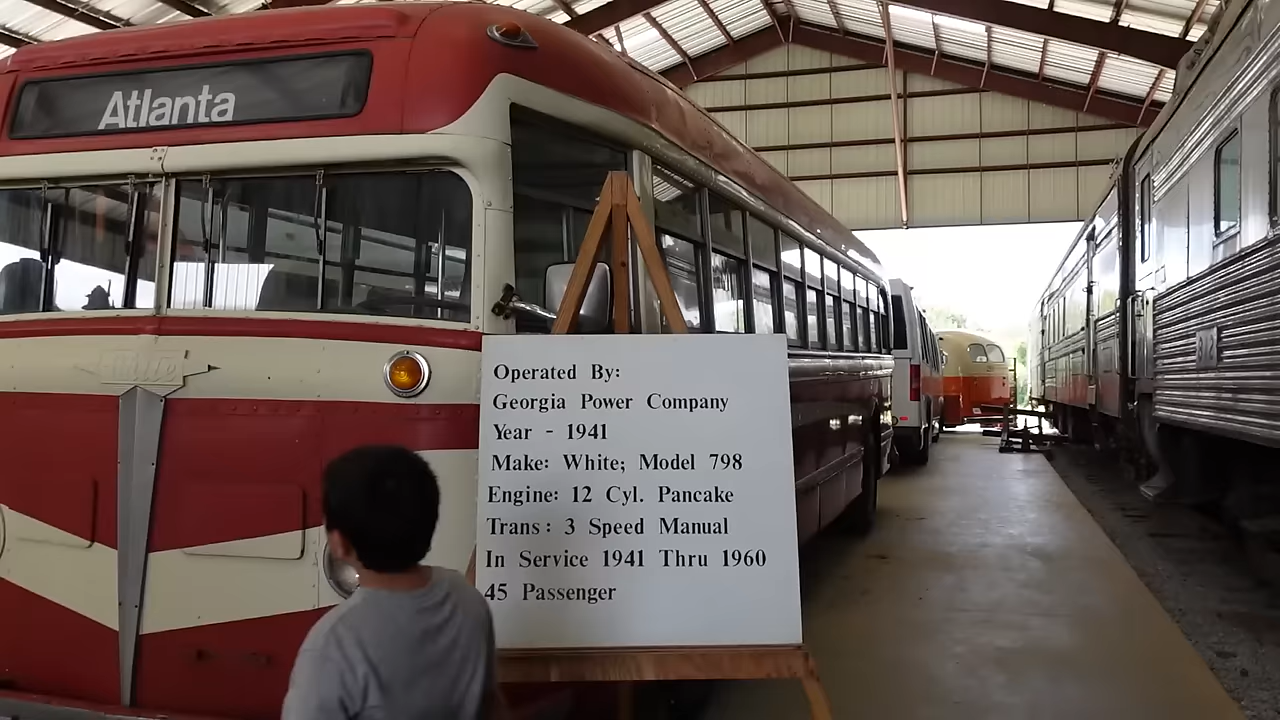 Atlanta
Operated By:
Georgia Power Company
Year - 1941
Make: White; Model 798
Engine: 12 Cyl. Pancake
Trans: 3 Speed Manual
In Service 1941 Thru 1960
45 Passenger